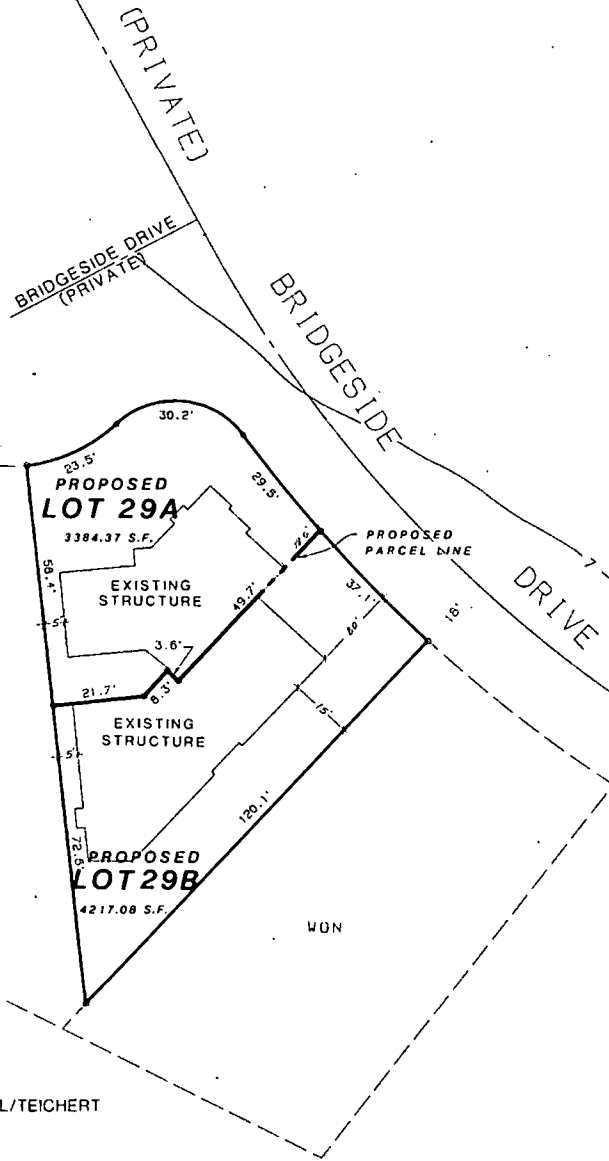 (PRIVATE)
BRIDGESIDE DRIVE
(PRIVATE)
BRIDGESIDE
DRIVE
30.2'
23.5'
29.5'
PROPOSED
LOT 29A
3384.37 S.F.
PROPOSED
PARCEL LINE
37.1'
18'
7
58.4'
EXISTING
STRUCTURE
49.7'
20'
5'
3.6'
21.7'
8.3'
EXISTING
STRUCTURE
15'
5'
120.1'
PROPOSED
LOT 29B
4217.08 S.F.
WON
L/TEICHERT